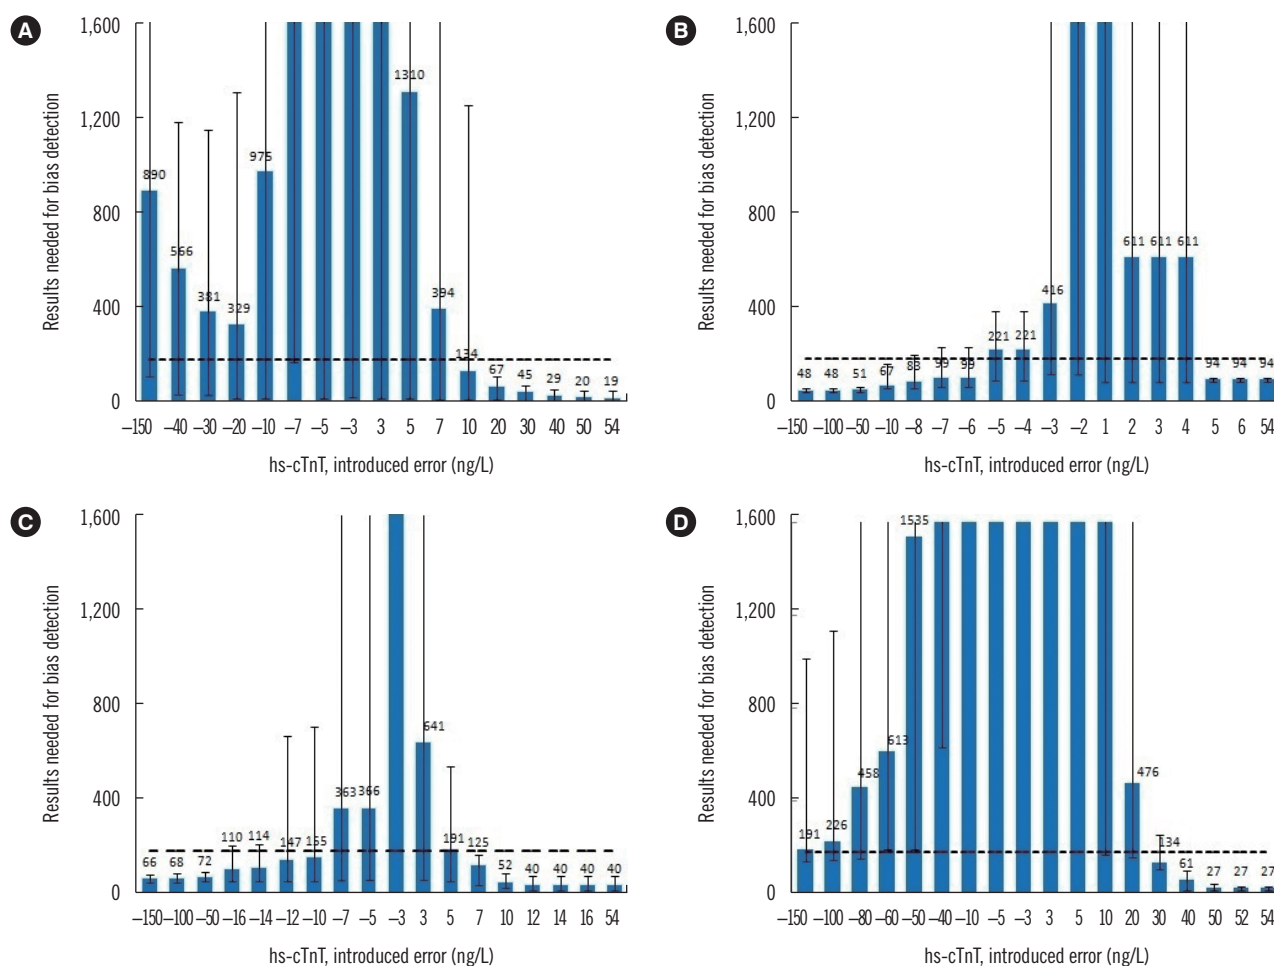 A
1,600
1,200
800
400
0
Results needed for bias detection
890
566
381
329
975
1310
394
134
67
45
29
20
19
–150 –40 –30 –20 –10 –7 –5 –3 3 5 7 10 20 30 40 50 54
hs-cTnT, introduced error (ng/L)
B
1,600
1,200
800
400
0
Results needed for bias detection
48 48 51 67 83 99 99 221 221 416 611 611 611 94 94 94
–150 –100 –50 –10 –8 –7 –6 –5 –4 –3 –2 1 2 3 4 5 6 54
hs-cTnT, introduced error (ng/L)
C
1,600
1,200
800
400
0
Results needed for bias detection
66 68 72 110 114 147 155 363 366 641 191 125 52 40 40 40 40
–150 –100 –50 –16 –14 –12 –10 –7 –5 –3 3 5 7 10 12 14 16 54
hs-cTnT, introduced error (ng/L)
D
1,600
1,200
800
400
0
Results needed for bias detection
191 226 458 613 1535 476 134 61 27 27 27
–150 –100 –80 –60 –50 –40 –10 –5 –3 3 5 10 20 30 40 50 52 54
hs-cTnT, introduced error (ng/L)